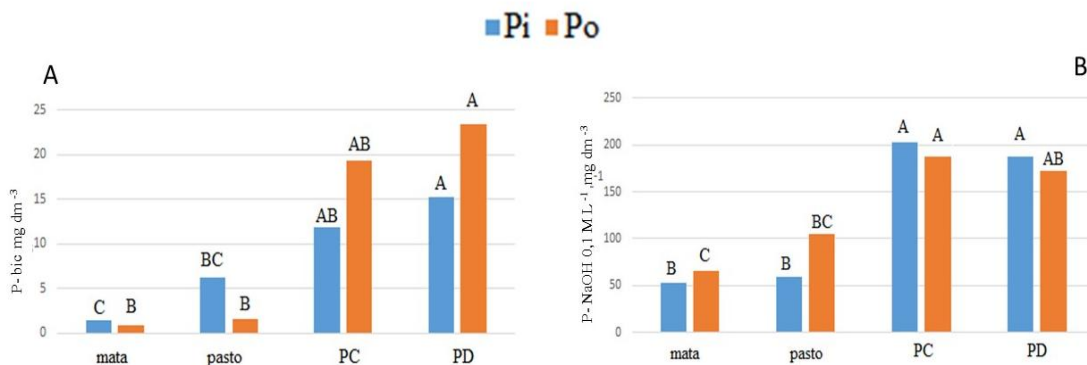 Pi Po
A
P- bic mg dm -3
25
20
15
10
5
0
C B
BC B
AB AB
A A
mata pasto PC PD
B
P- NaOH 0,1 M L -1 ,mg dm -3
-1
250
200
150
100
50
0
B C
B BC
A A
A AB
mata pasto PC PD